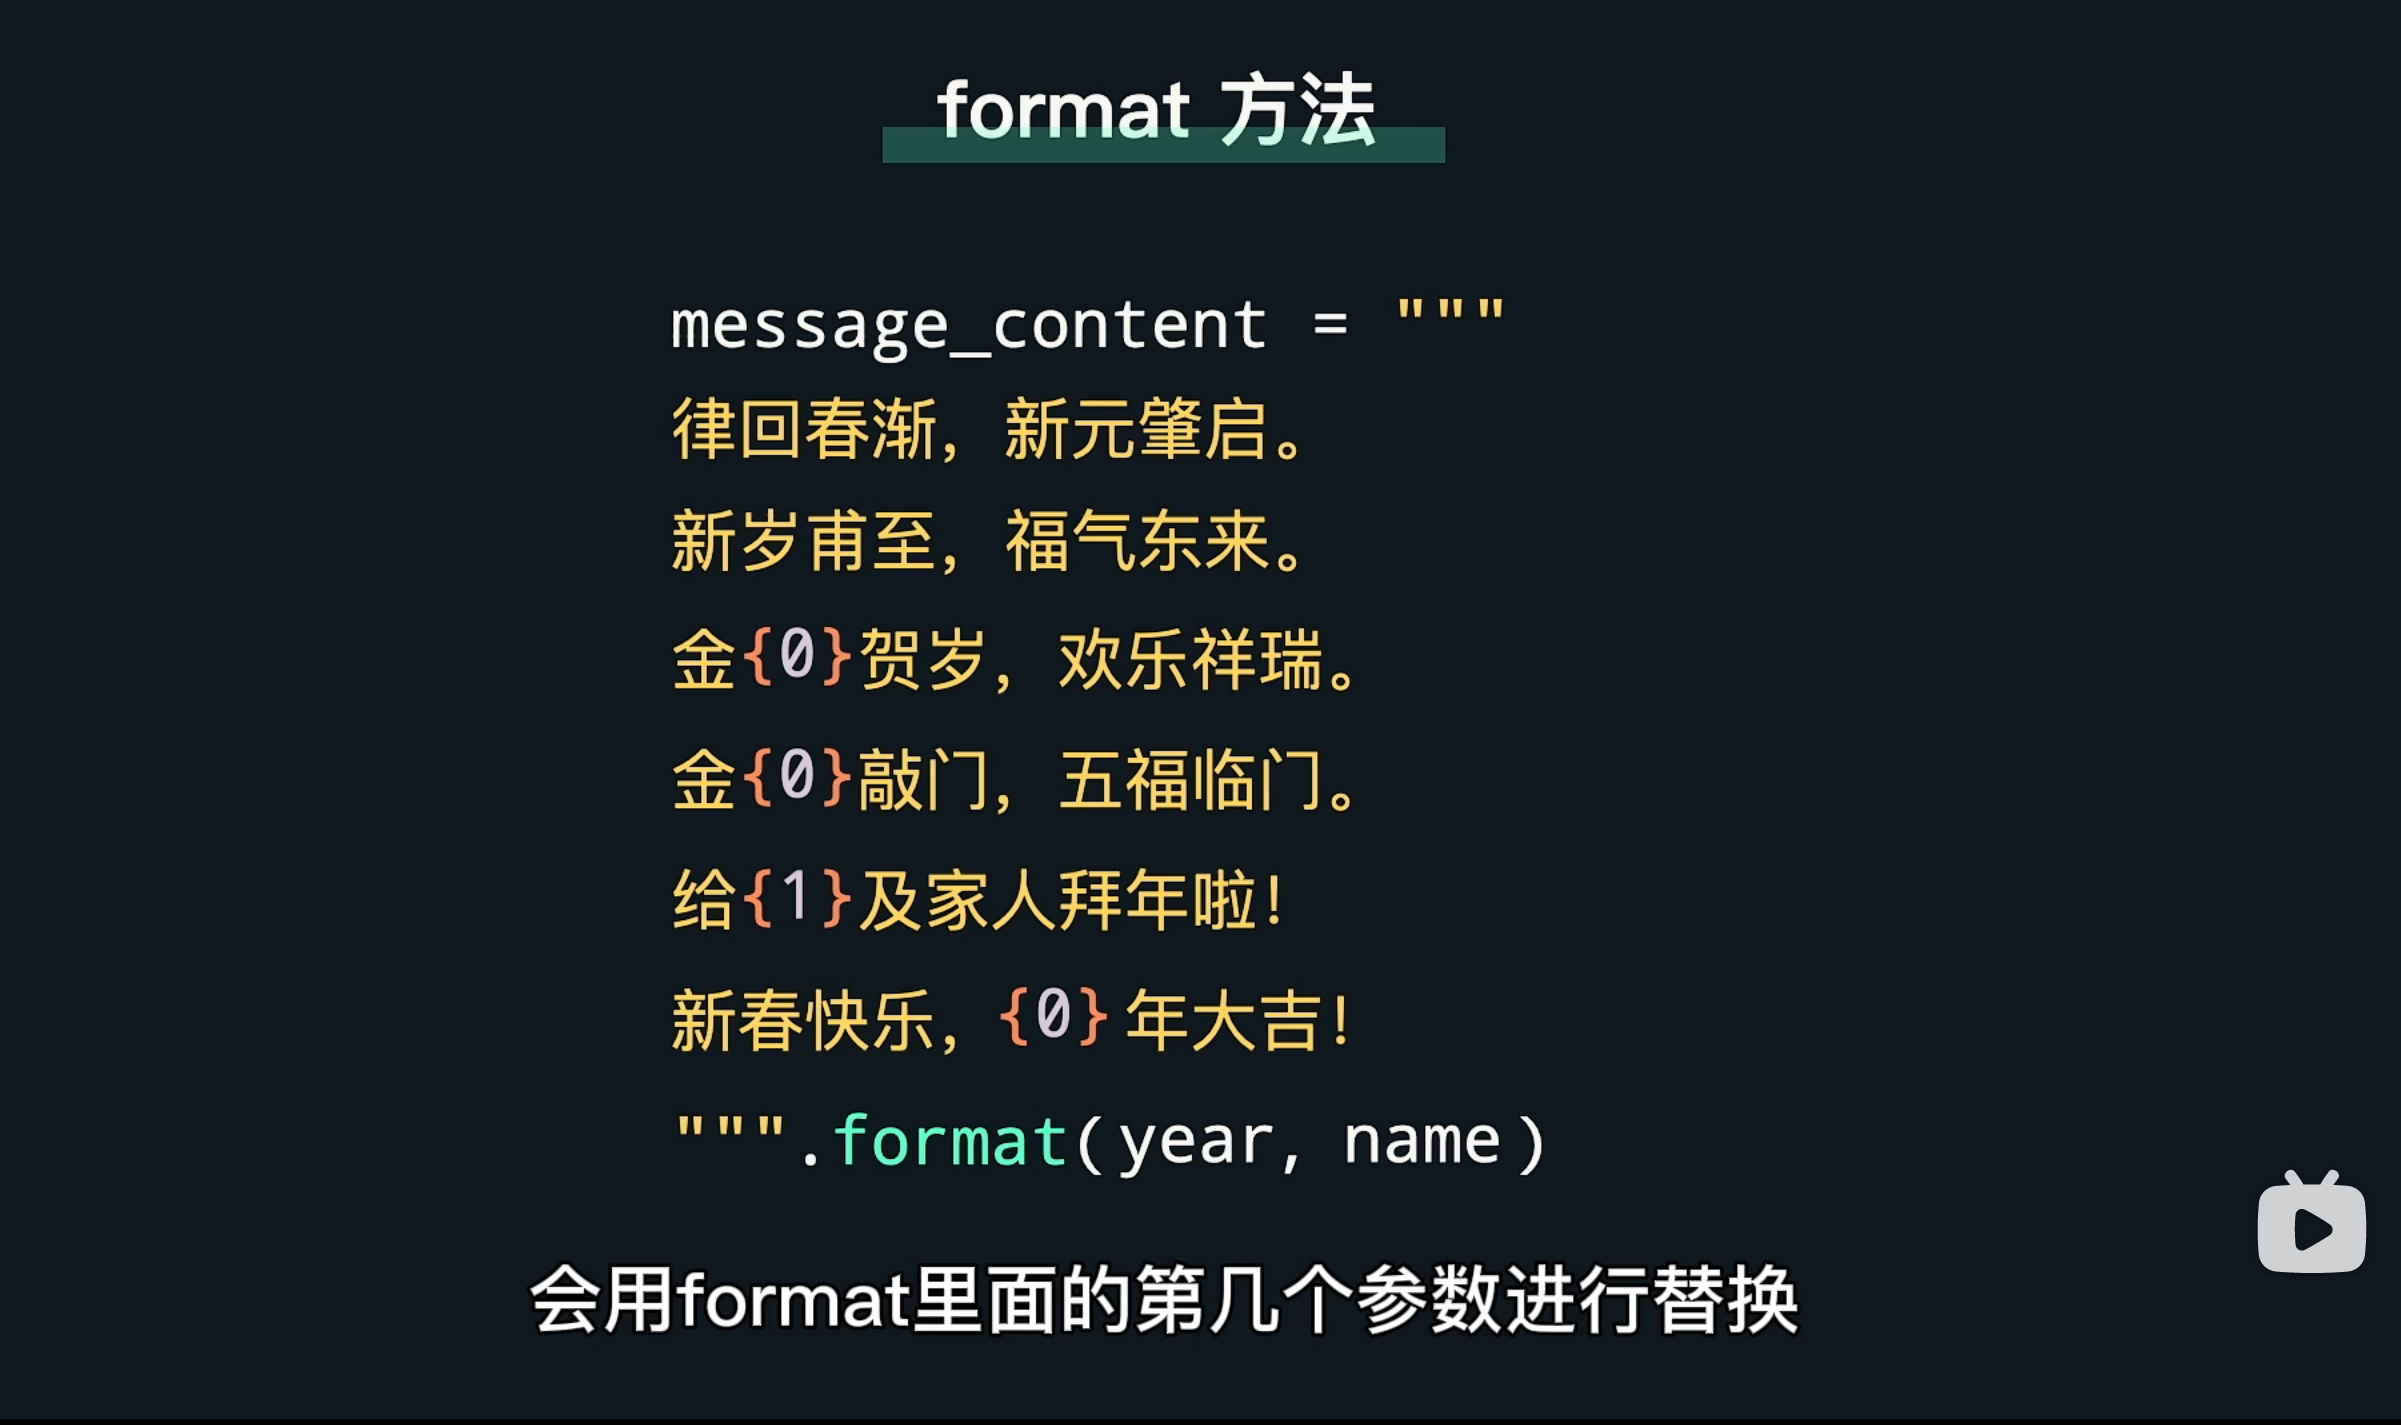 format 方法
message_content = """
律回春渐，新元肇启。
新岁甫至，福气东来。
金{0}贺岁，欢乐祥瑞。
金{0}敲门，五福临门。
给{1}及家人拜年啦！
新春快乐，{0}年大吉！
""".format(year, name)
会用format里面的第几个参数进行替换